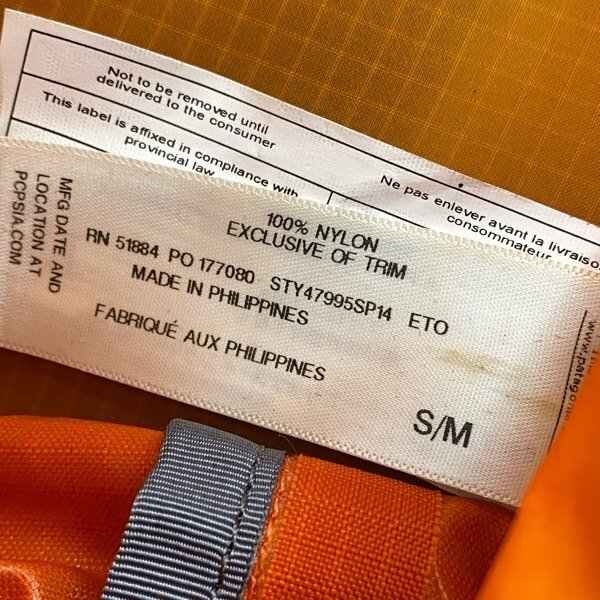 Not to be removed until
delivered to the consumer
This label is affixed in compliance with
provincial law
Ne pas enlever avant la livraison
consommateur
www.patagonia
MFG DATE AND
LOCATION AT
PCPSIA.COM
100% NYLON
EXCLUSIVE OF TRIM
RN 51884 PO 177080 STY47995SP14 ETO
MADE IN PHILIPPINES
FABRIQUÉ AUX PHILIPPINES
S/M